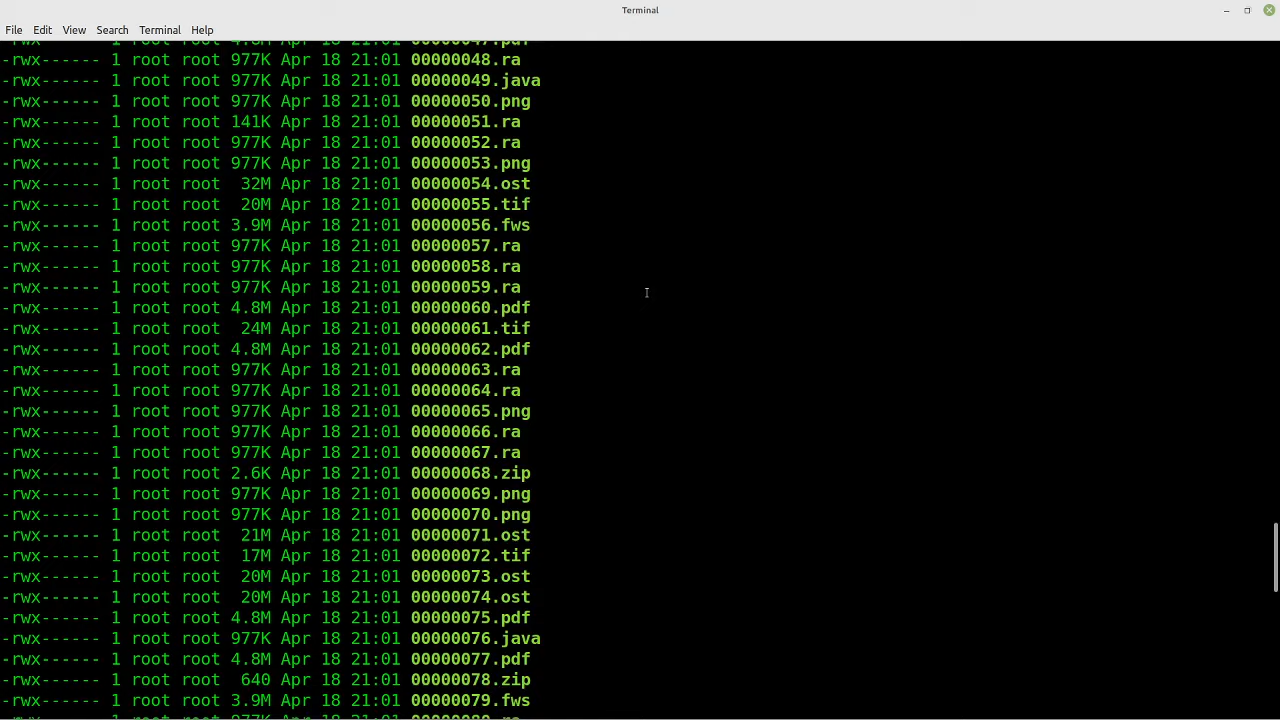 Terminal
File Edit View Search Terminal Help
-rwx------ 1 root root 4.8M Apr 18 21:01 00000047.pdf
-rwx------ 1 root root 977K Apr 18 21:01 00000048.ra
-rwx------ 1 root root 977K Apr 18 21:01 00000049.java
-rwx------ 1 root root 977K Apr 18 21:01 00000050.png
-rwx------ 1 root root 141K Apr 18 21:01 00000051.ra
-rwx------ 1 root root 977K Apr 18 21:01 00000052.ra
-rwx------ 1 root root 977K Apr 18 21:01 00000053.png
-rwx------ 1 root root 32M Apr 18 21:01 00000054.ost
-rwx------ 1 root root 20M Apr 18 21:01 00000055.tif
-rwx------ 1 root root 3.9M Apr 18 21:01 00000056.fws
-rwx------ 1 root root 977K Apr 18 21:01 00000057.ra
-rwx------ 1 root root 977K Apr 18 21:01 00000058.ra
-rwx------ 1 root root 977K Apr 18 21:01 00000059.ra
-rwx------ 1 root root 4.8M Apr 18 21:01 00000060.pdf
-rwx------ 1 root root 24M Apr 18 21:01 00000061.tif
-rwx------ 1 root root 4.8M Apr 18 21:01 00000062.pdf
-rwx------ 1 root root 977K Apr 18 21:01 00000063.ra
-rwx------ 1 root root 977K Apr 18 21:01 00000064.ra
-rwx------ 1 root root 977K Apr 18 21:01 00000065.png
-rwx------ 1 root root 977K Apr 18 21:01 00000066.ra
-rwx------ 1 root root 977K Apr 18 21:01 00000067.ra
-rwx------ 1 root root 2.6K Apr 18 21:01 00000068.zip
-rwx------ 1 root root 977K Apr 18 21:01 00000069.png
-rwx------ 1 root root 977K Apr 18 21:01 00000070.png
-rwx------ 1 root root 21M Apr 18 21:01 00000071.ost
-rwx------ 1 root root 17M Apr 18 21:01 00000072.tif
-rwx------ 1 root root 20M Apr 18 21:01 00000073.ost
-rwx------ 1 root root 20M Apr 18 21:01 00000074.ost
-rwx------ 1 root root 4.8M Apr 18 21:01 00000075.pdf
-rwx------ 1 root root 977K Apr 18 21:01 00000076.java
-rwx------ 1 root root 4.8M Apr 18 21:01 00000077.pdf
-rwx------ 1 root root 640 Apr 18 21:01 00000078.zip
-rwx------ 1 root root 3.9M Apr 18 21:01 00000079.fws